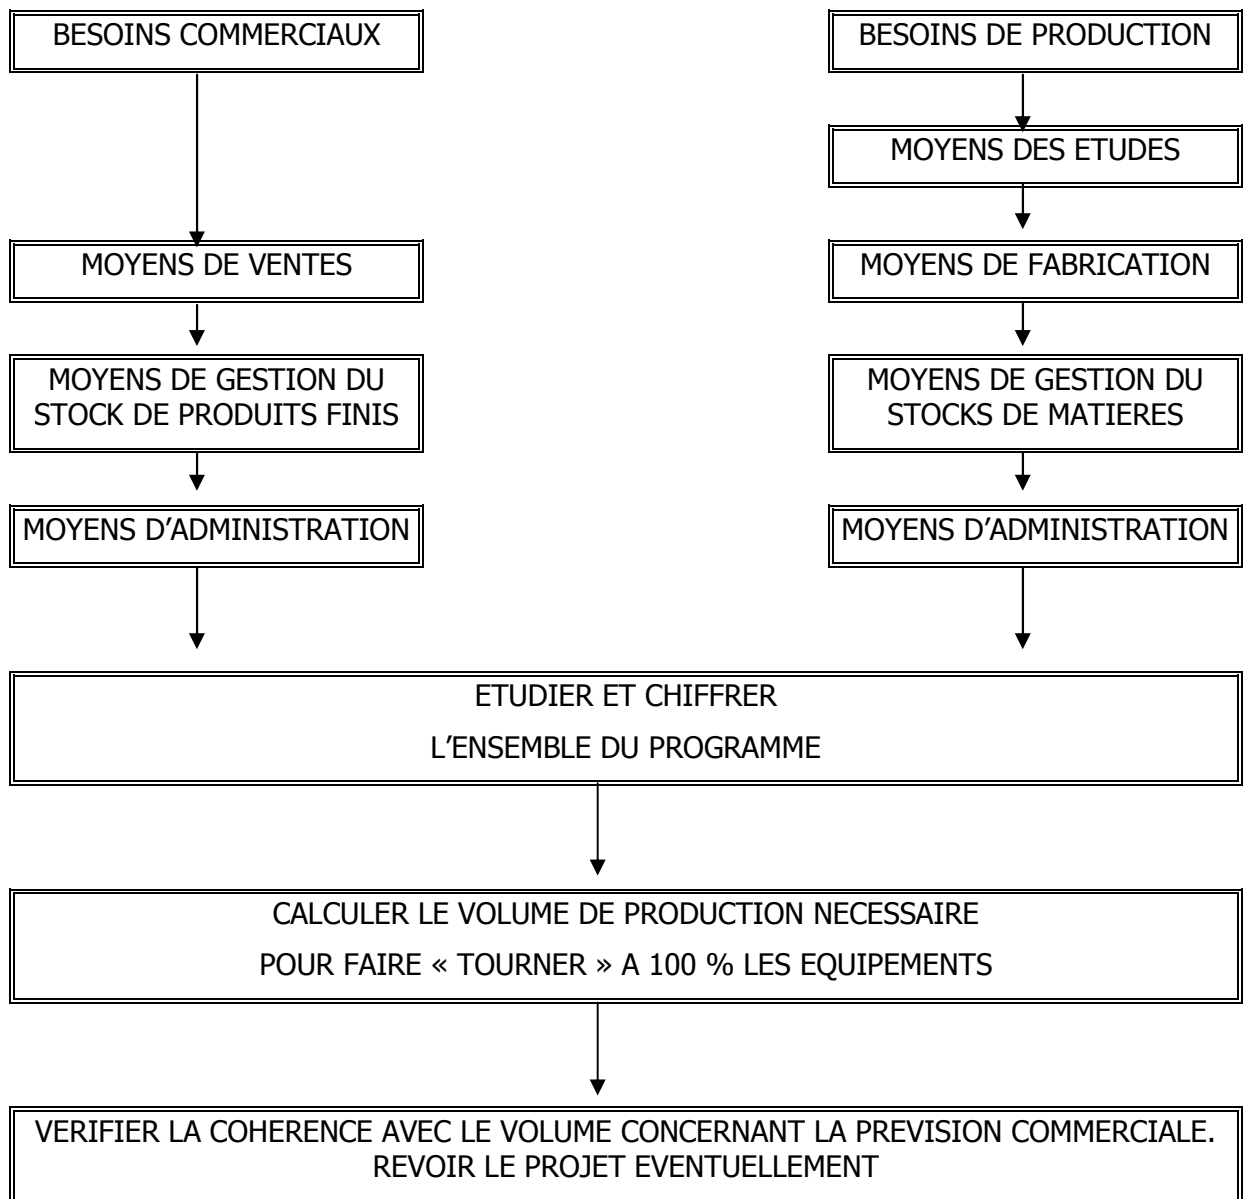 BESOINS COMMERCIAUX
BESOINS DE PRODUCTION
MOYENS DES ETUDES
MOYENS DE VENTES
MOYENS DE FABRICATION
MOYENS DE GESTION DU
STOCK DE PRODUITS FINIS
MOYENS DE GESTION DU
STOCKS DE MATIERES
MOYENS D’ADMINISTRATION
MOYENS D’ADMINISTRATION
ETUDIER ET CHIFFRER
L’ENSEMBLE DU PROGRAMME
CALCULER LE VOLUME DE PRODUCTION NECESSAIRE
POUR FAIRE « TOURNER » A 100 % LES EQUIPEMENTS
VERIFIER LA COHERENCE AVEC LE VOLUME CONCERNANT LA PREVISION COMMERCIALE.
REVOIR LE PROJET EVENTUELLEMENT